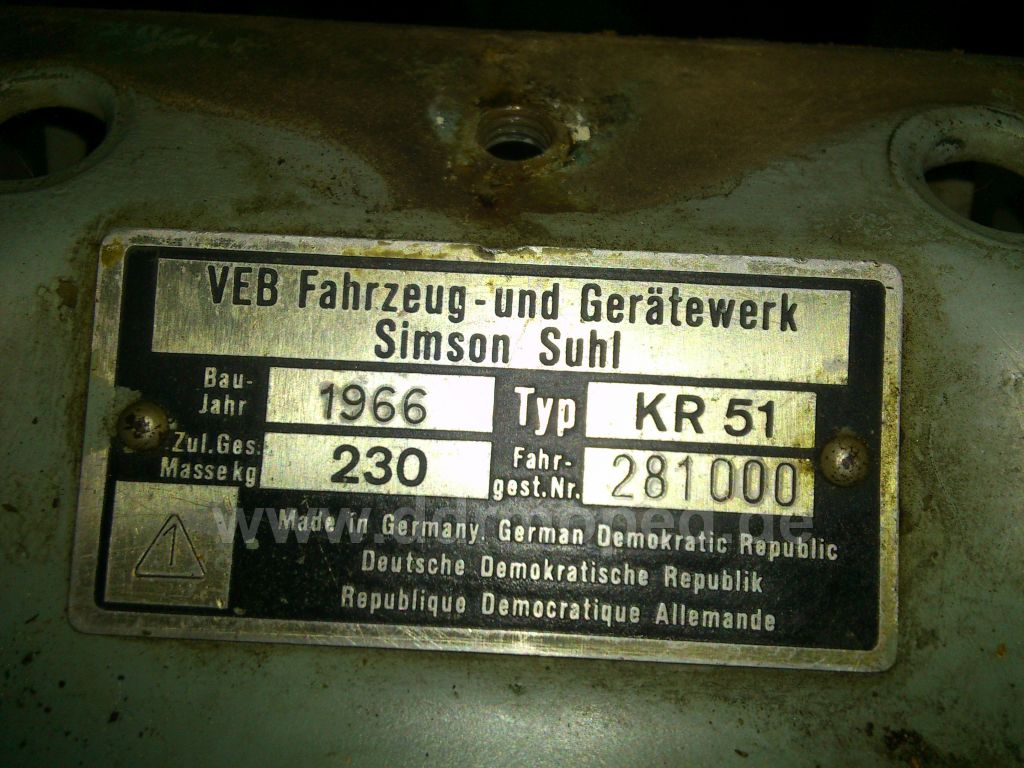 VEB Fahrzeug-und Gerätewerk
Simson Suhl
Bau-
Jahr
1966
Typ
KR 51
Zul.Ges.
Masse kg
230
Fahr-
gest.Nr.
281000
1
www.ddrmoped.de
Made in Germany. German Demokratic Republic
Deutsche Demokratische Republik
Republique Democratique Allemande